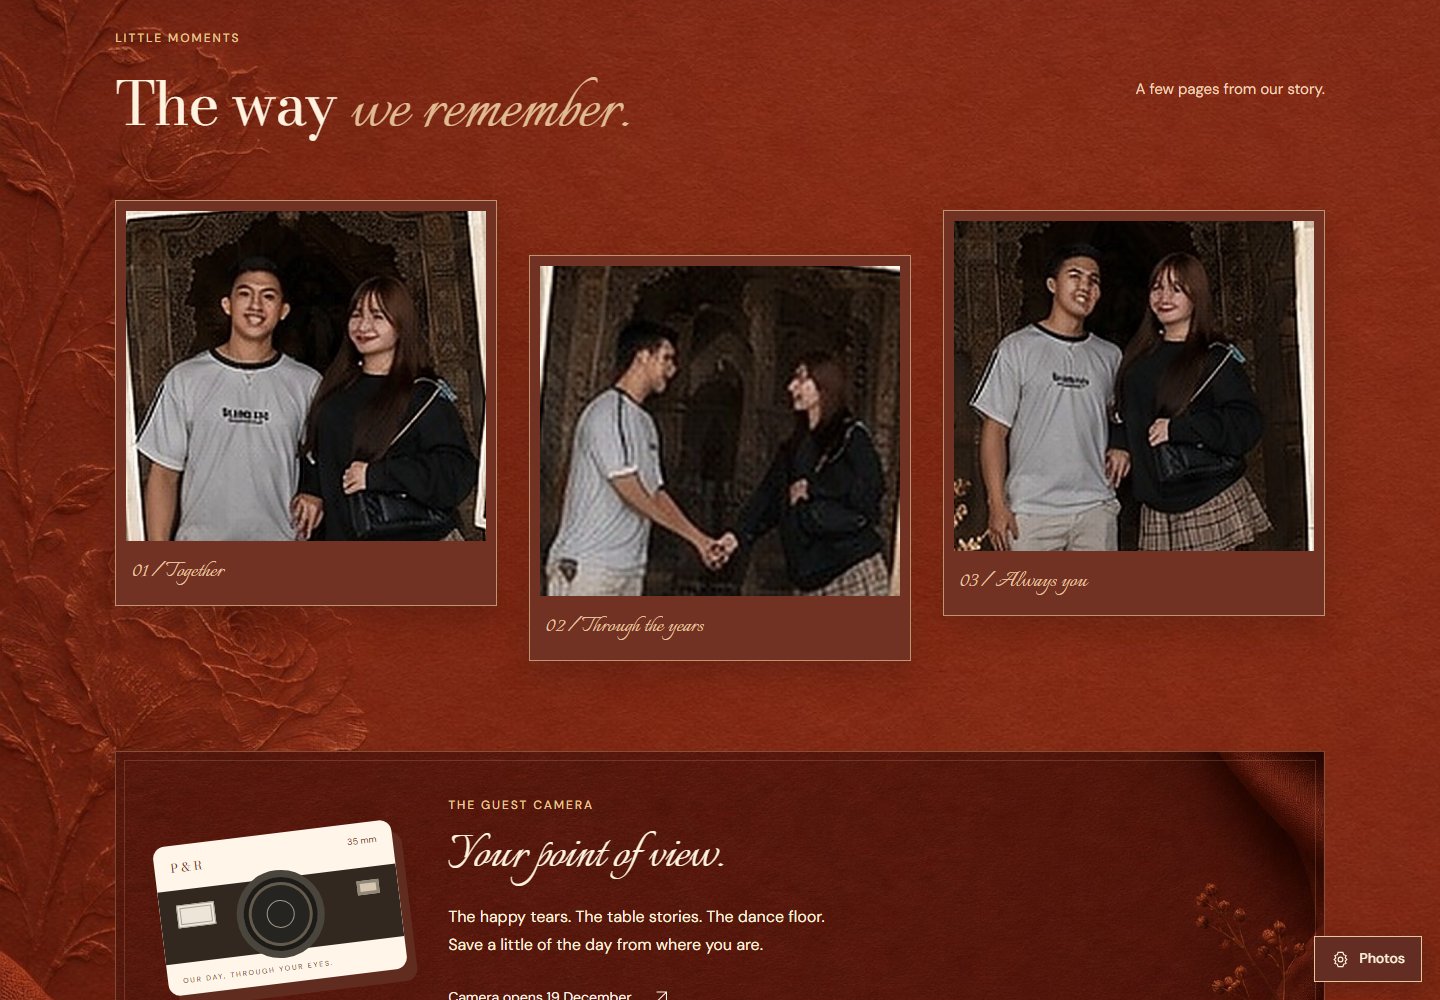 LITTLE MOMENTS
The way we remember.
A few pages from our story.
01 / Together
02 / Through the years
03 / Always you
THE GUEST CAMERA
Your point of view.
35 mm
P & R
The happy tears. The table stories. The dance floor.
Save a little of the day from where you are.
OUR DAY, THROUGH YOUR EYES.
Camera opens 19 December
Photos